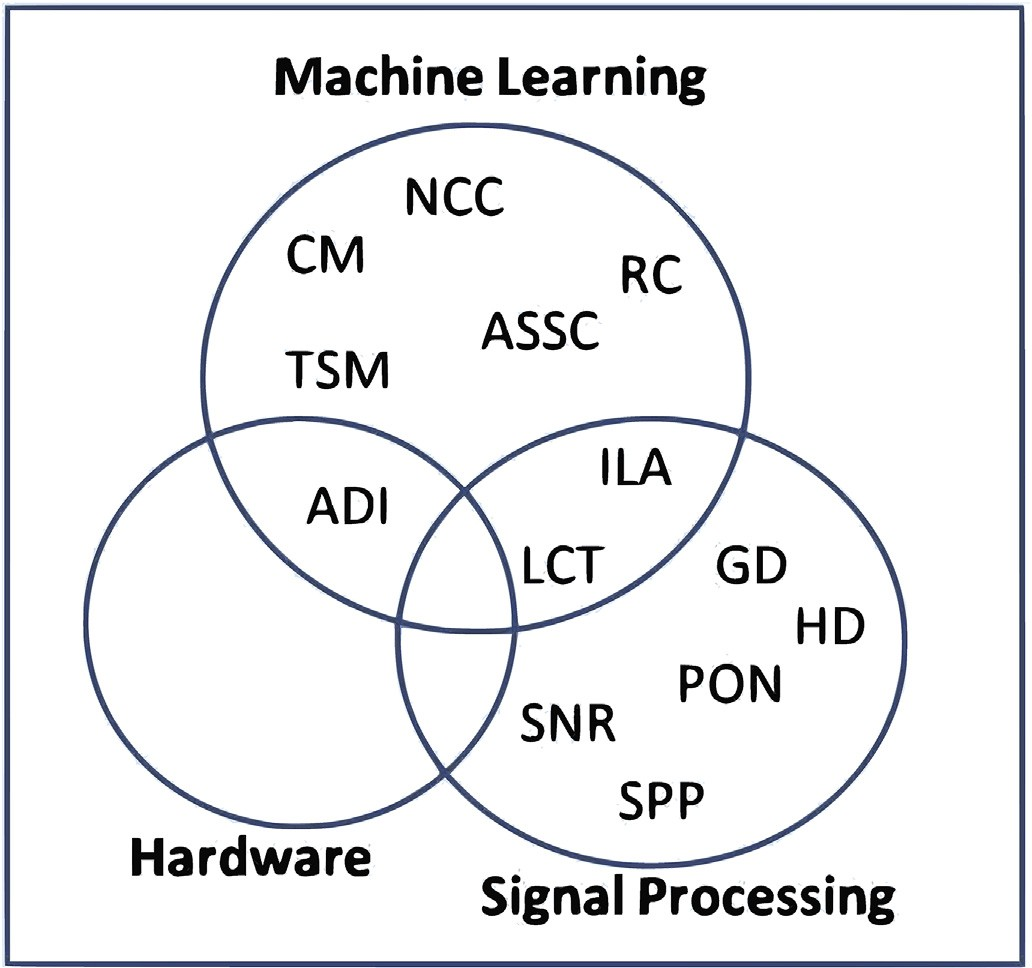 Machine Learning
NCC
CM
RC
ASSC
TSM
ILA
ADI
LCT
GD
HD
PON
SNR
SPP
Hardware
Signal Processing